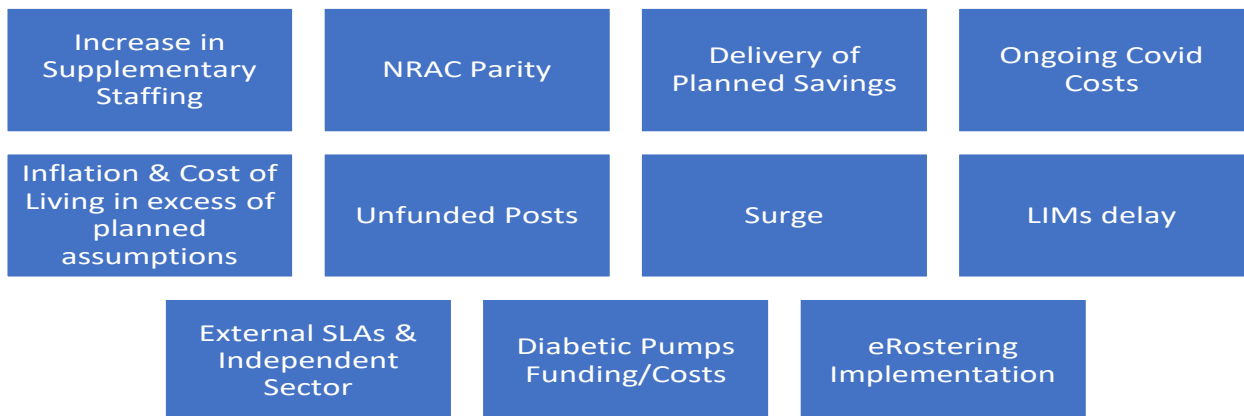 Increase in
Supplementary
Staffing
NRAC Parity
Delivery of
Planned Savings
Ongoing Covid
Costs
Inflation & Cost of
Living in excess of
planned
assumptions
Unfunded Posts
Surge
LIMs delay
External SLAs &
Independent
Sector
Diabetic Pumps
Funding/Costs
eRostering
Implementation